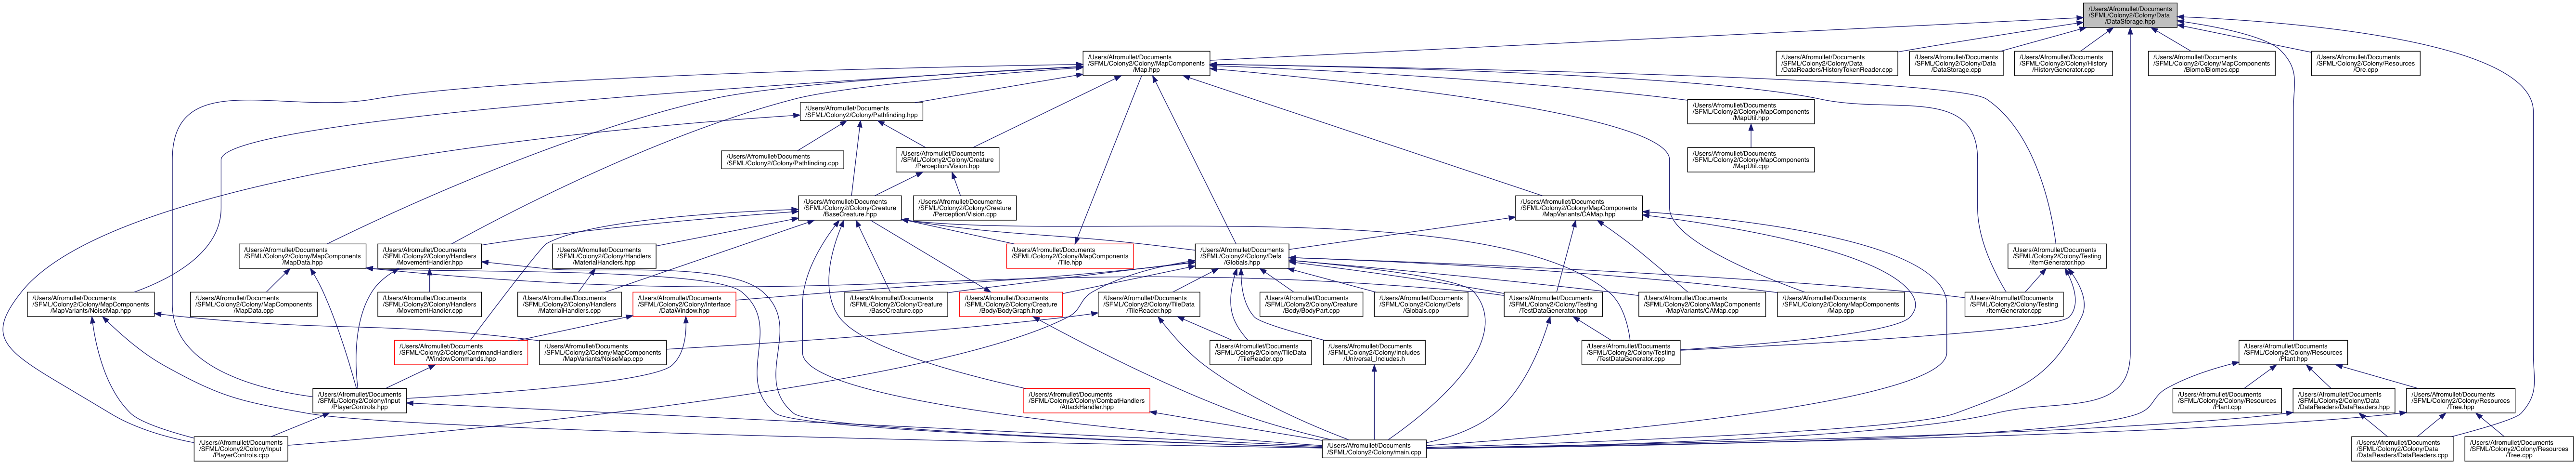 /Users/Afromullet/Documents
/SFML/Colony2/Colony/Data
/DataStorage.hpp
/Users/Afromullet/Documents
/SFML/Colony2/Colony/MapComponents
/Map.hpp
/Users/Afromullet/Documents
/SFML/Colony2/Colony/Data
/DataReaders/HistoryTokenReader.cpp
/Users/Afromullet/Documents
/SFML/Colony2/Colony/Data
/DataStorage.cpp
/Users/Afromullet/Documents
/SFML/Colony2/Colony/History
/HistoryGenerator.cpp
/Users/Afromullet/Documents
/SFML/Colony2/Colony/MapComponents
/Biome/Biomes.cpp
/Users/Afromullet/Documents
/SFML/Colony2/Colony/Resources
/Ore.cpp
/Users/Afromullet/Documents
/SFML/Colony2/Colony/Pathfinding.hpp
/Users/Afromullet/Documents
/SFML/Colony2/Colony/MapComponents
/MapUtil.hpp
/Users/Afromullet/Documents
/SFML/Colony2/Colony/Pathfinding.cpp
/Users/Afromullet/Documents
/SFML/Colony2/Colony/Creature
/Perception/Vision.hpp
/Users/Afromullet/Documents
/SFML/Colony2/Colony/MapComponents
/MapUtil.cpp
/Users/Afromullet/Documents
/SFML/Colony2/Colony/Creature
/BaseCreature.hpp
/Users/Afromullet/Documents
/SFML/Colony2/Colony/Creature
/Perception/Vision.cpp
/Users/Afromullet/Documents
/SFML/Colony2/Colony/MapComponents
/MapVariants/CAMap.hpp
/Users/Afromullet/Documents
/SFML/Colony2/Colony/MapComponents
/MapData.hpp
/Users/Afromullet/Documents
/SFML/Colony2/Colony/Handlers
/MovementHandler.hpp
/Users/Afromullet/Documents
/SFML/Colony2/Colony/Handlers
/MaterialHandlers.hpp
/Users/Afromullet/Documents
/SFML/Colony2/Colony/MapComponents
/Tile.hpp
/Users/Afromullet/Documents
/SFML/Colony2/Colony/Defs
/Globals.hpp
/Users/Afromullet/Documents
/SFML/Colony2/Colony/Testing
/ItemGenerator.hpp
/Users/Afromullet/Documents
/SFML/Colony2/Colony/MapComponents
/MapVariants/NoiseMap.hpp
/Users/Afromullet/Documents
/SFML/Colony2/Colony/MapComponents
/MapData.cpp
/Users/Afromullet/Documents
/SFML/Colony2/Colony/Handlers
/MovementHandler.cpp
/Users/Afromullet/Documents
/SFML/Colony2/Colony/Handlers
/MaterialHandlers.cpp
/Users/Afromullet/Documents
/SFML/Colony2/Colony/Interface
/DataWindow.hpp
/Users/Afromullet/Documents
/SFML/Colony2/Colony/Creature
/BaseCreature.cpp
/Users/Afromullet/Documents
/SFML/Colony2/Colony/Creature
/Body/BodyGraph.hpp
/Users/Afromullet/Documents
/SFML/Colony2/Colony/TileData
/TileReader.hpp
/Users/Afromullet/Documents
/SFML/Colony2/Colony/Creature
/Body/BodyPart.cpp
/Users/Afromullet/Documents
/SFML/Colony2/Colony/Defs
/Globals.cpp
/Users/Afromullet/Documents
/SFML/Colony2/Colony/Testing
/TestDataGenerator.hpp
/Users/Afromullet/Documents
/SFML/Colony2/Colony/MapComponents
/MapVariants/CAMap.cpp
/Users/Afromullet/Documents
/SFML/Colony2/Colony/MapComponents
/Map.cpp
/Users/Afromullet/Documents
/SFML/Colony2/Colony/Testing
/ItemGenerator.cpp
/Users/Afromullet/Documents
/SFML/Colony2/Colony/CommandHandlers
/WindowCommands.hpp
/Users/Afromullet/Documents
/SFML/Colony2/Colony/MapComponents
/MapVariants/NoiseMap.cpp
/Users/Afromullet/Documents
/SFML/Colony2/Colony/TileData
/TileReader.cpp
/Users/Afromullet/Documents
/SFML/Colony2/Colony/Includes
/Universal_Includes.h
/Users/Afromullet/Documents
/SFML/Colony2/Colony/Testing
/TestDataGenerator.cpp
/Users/Afromullet/Documents
/SFML/Colony2/Colony/Resources
/Plant.hpp
/Users/Afromullet/Documents
/SFML/Colony2/Colony/Input
/PlayerControls.hpp
/Users/Afromullet/Documents
/SFML/Colony2/Colony/CombatHandlers
/AttackHandler.hpp
/Users/Afromullet/Documents
/SFML/Colony2/Colony/Resources
/Plant.cpp
/Users/Afromullet/Documents
/SFML/Colony2/Colony/Data
/DataReaders/DataReaders.hpp
/Users/Afromullet/Documents
/SFML/Colony2/Colony/Resources
/Tree.hpp
/Users/Afromullet/Documents
/SFML/Colony2/Colony/Input
/PlayerControls.cpp
/Users/Afromullet/Documents
/SFML/Colony2/Colony/main.cpp
/Users/Afromullet/Documents
/SFML/Colony2/Colony/Data
/DataReaders/DataReaders.cpp
/Users/Afromullet/Documents
/SFML/Colony2/Colony/Resources
/Tree.cpp